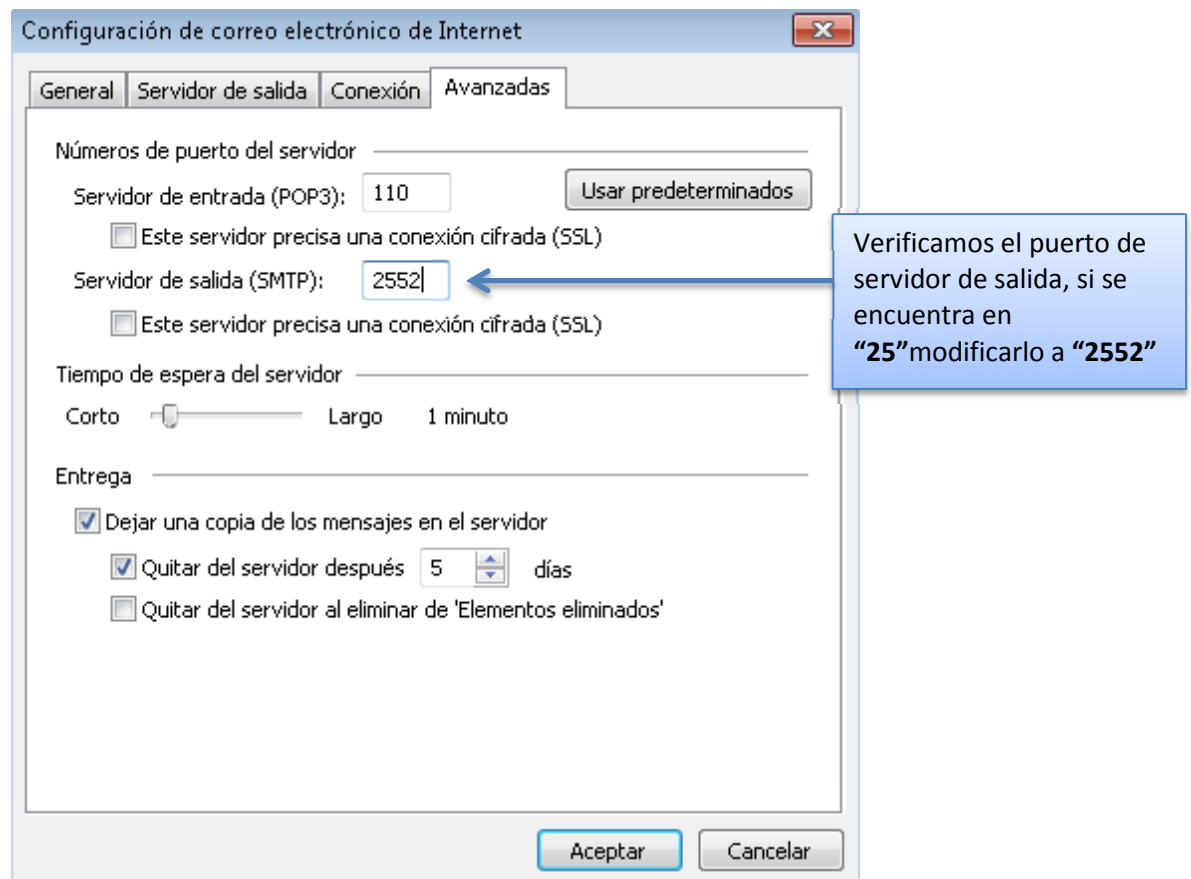 Configuración de correo electrónico de Internet
General Servidor de salida Conexión Avanzadas
Números de puerto del servidor
Servidor de entrada (POP3): 110 Usar predeterminados
Este servidor precisa una conexión cifrada (SSL)
Servidor de salida (SMTP): 2552
Este servidor precisa una conexión cifrada (SSL)
Tiempo de espera del servidor
Corto Largo 1 minuto
Entrega
Dejar una copia de los mensajes en el servidor
Quitar del servidor después 5 días
Quitar del servidor al eliminar de 'Elementos eliminados'
Aceptar Cancelar
Verificamos el puerto de
servidor de salida, si se
encuentra en
“25”modificarlo a “2552”